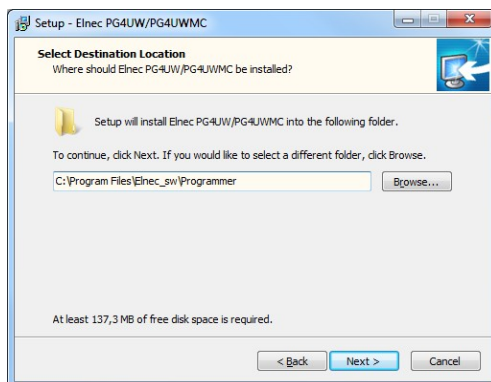 Setup - Elnec PG4UW/PG4UWMC
Select Destination Location
Where should Elnec PG4UW/PG4UWMC be installed?
Setup will install Elnec PG4UW/PG4UWMC into the following folder.
To continue, click Next. If you would like to select a different folder, click Browse.
C:\Program Files\Elnec_sw\Programmer
Browse...
At least 137,3 MB of free disk space is required.
< Back
Next >
Cancel